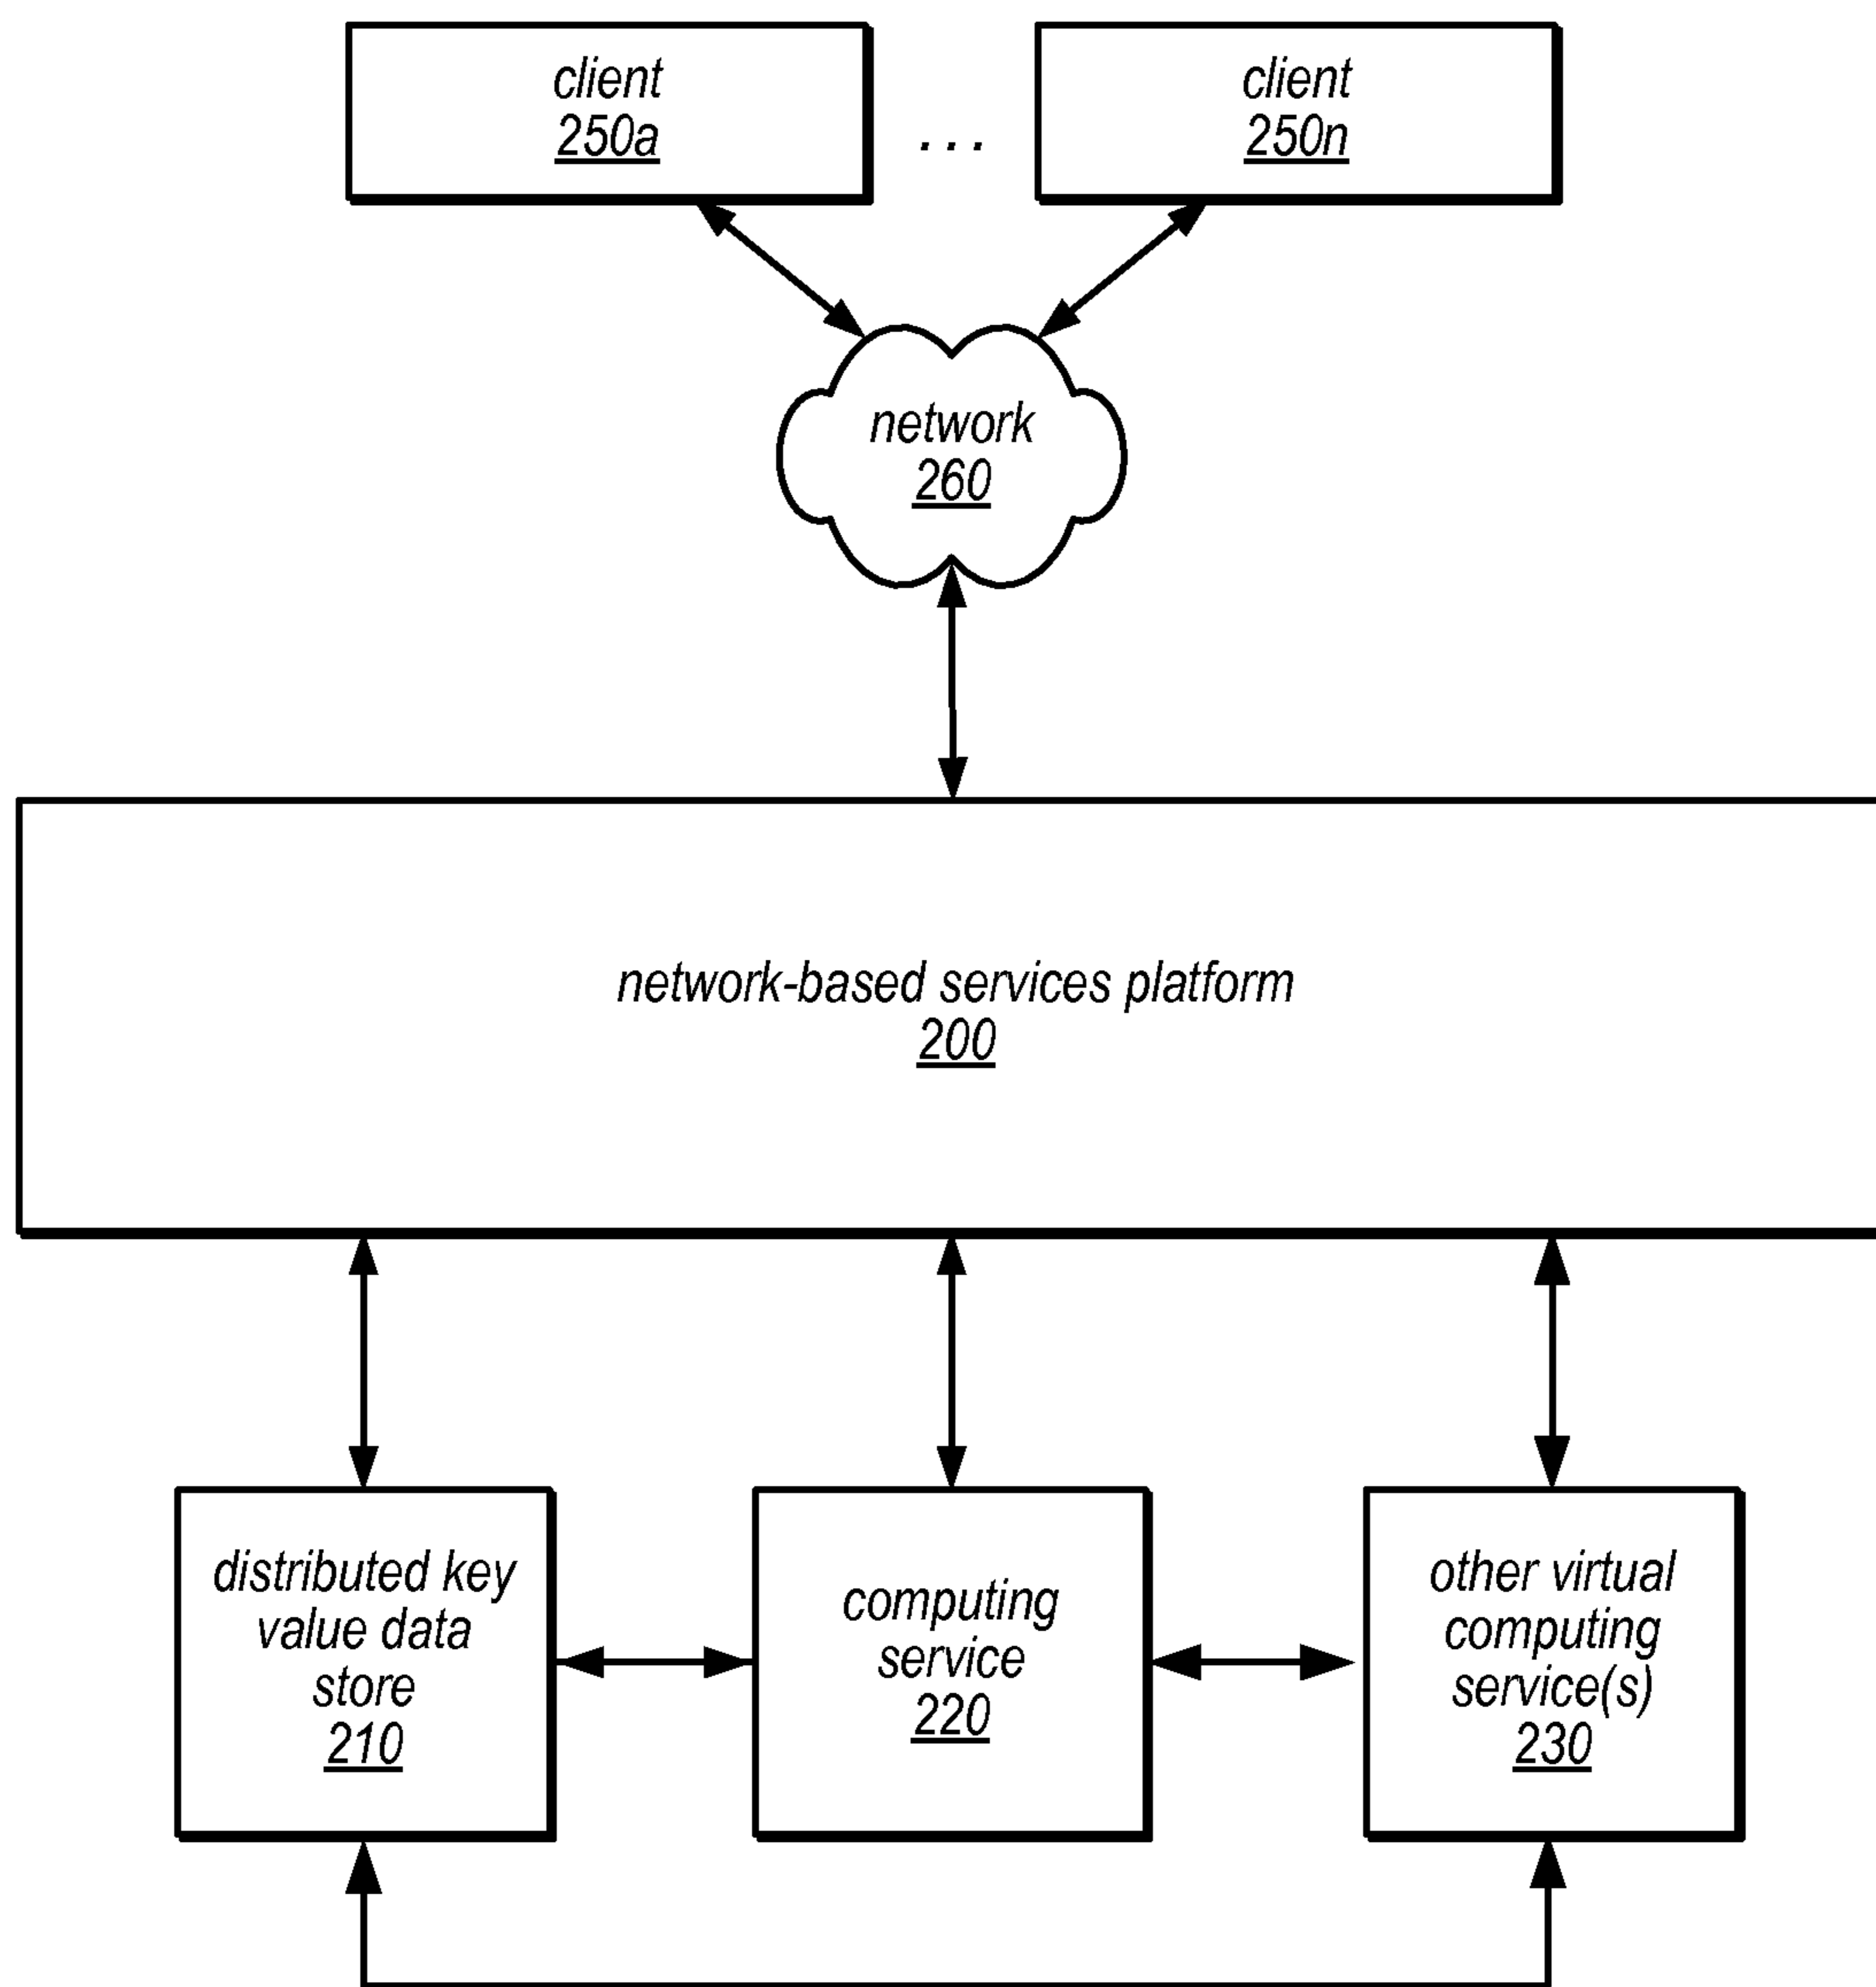 client
250a
...
client
250n
network
260
network-based services platform
200
distributed key
value data
store
210
computing
service
220
other virtual
computing
service(s)
230